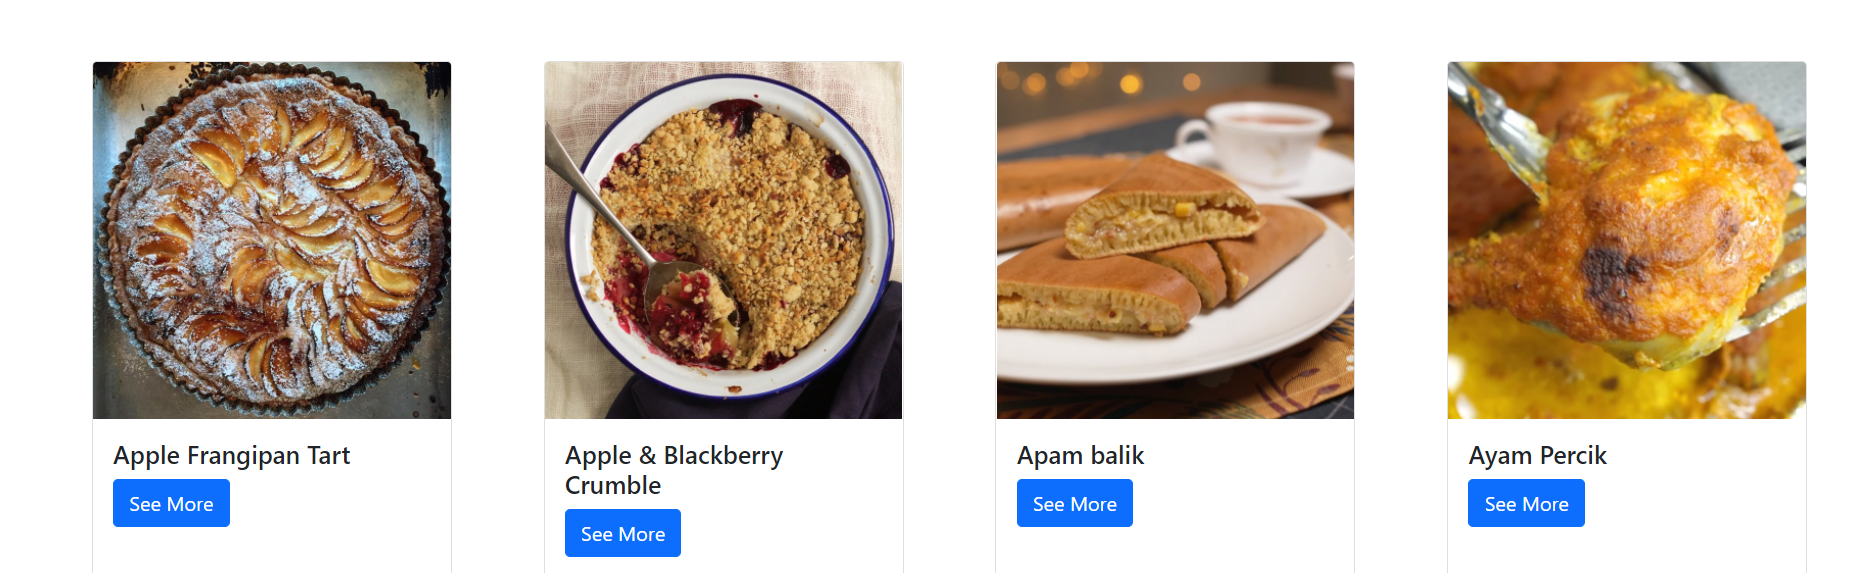 Apple Frangipan Tart
See More
Apple & Blackberry
Crumble
See More
Apam balik
See More
Ayam Percik
See More